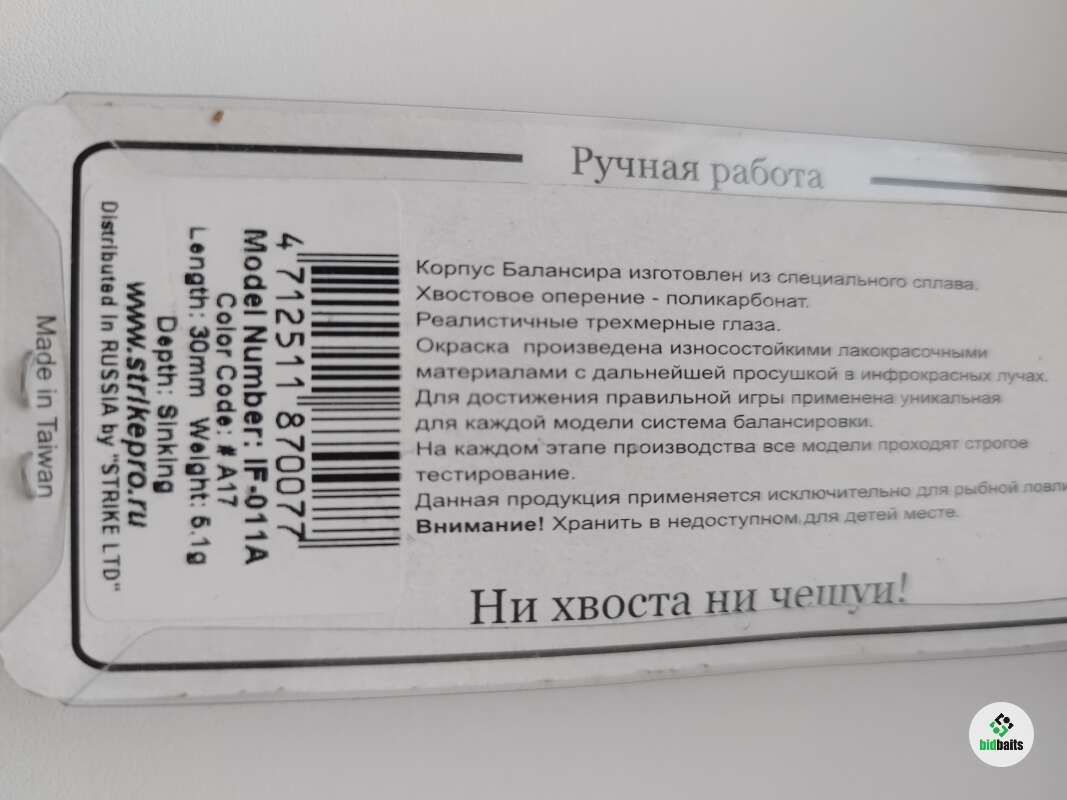 Ручная работа
Корпус Балансира изготовлен из специального сплава.
Хвостовое оперение - поликарбонат.
Реалистичные трехмерные глаза.
Окраска произведена износостойкими лакокрасочными
материалами с дальнейшей просушкой в инфрокрасных лучах.
Для достижения правильной игры применена уникальная
для каждой модели система балансировки.
На каждом этапе производства все модели проходят строгое
тестирование.
Данная продукция применяется исключительно для рыбной ловли
Внимание! Хранить в недоступном для детей месте.
Ни хвоста ни чешуи!
4 712511 870077
Model Number: IF-011A
Color Code: # A17
Length: 30mm Weight: 5.1g
Depth: Sinking
www.strikepro.ru
Distributed in RUSSIA by "STRIKE LTD"
Made in Taiwan
bidbaits